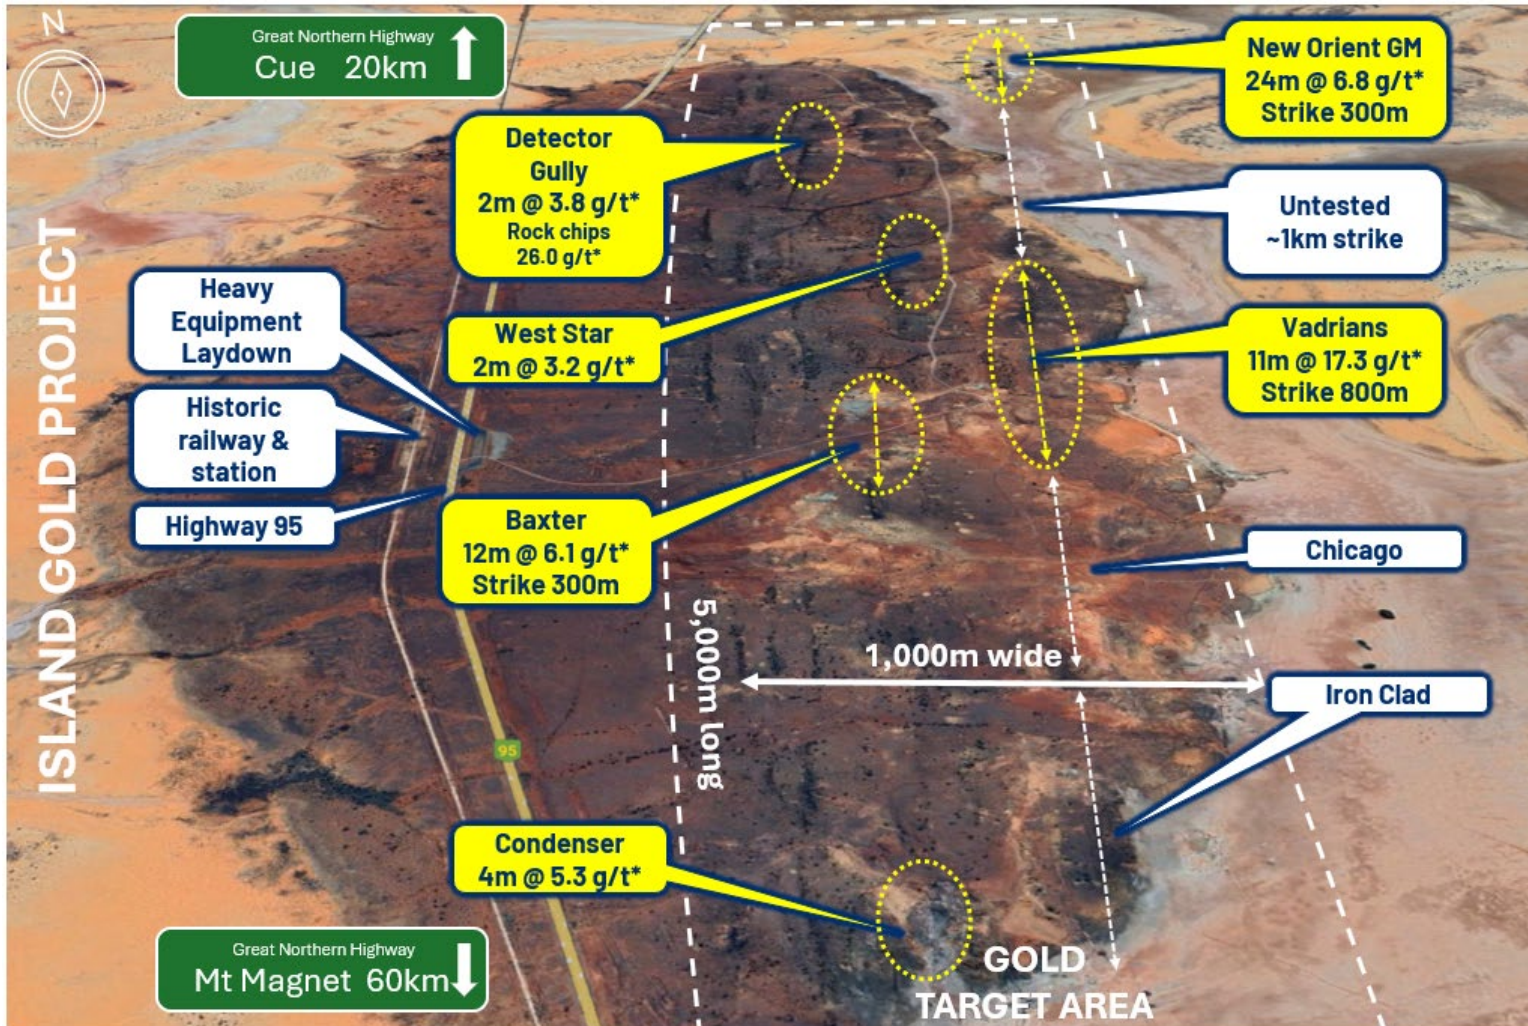 N
Great Northern Highway
Cue 20km
New Orient GM
24m @ 6.8 g/t*
Strike 300m
Detector
Gully
2m @ 3.8 g/t*
Rock chips
26.0 g/t*
Untested
~1km strike
ISLAND GOLD PROJECT
Heavy
Equipment
Laydown
West Star
2m @ 3.2 g/t*
Vadrians
11m @ 17.3 g/t*
Strike 800m
Historic
railway &
station
Highway 95
Baxter
12m @ 6.1 g/t*
Strike 300m
Chicago
5,000m long
1,000m wide
Iron Clad
95
Condenser
4m @ 5.3 g/t*
Great Northern Highway
Mt Magnet 60km
GOLD
TARGET AREA